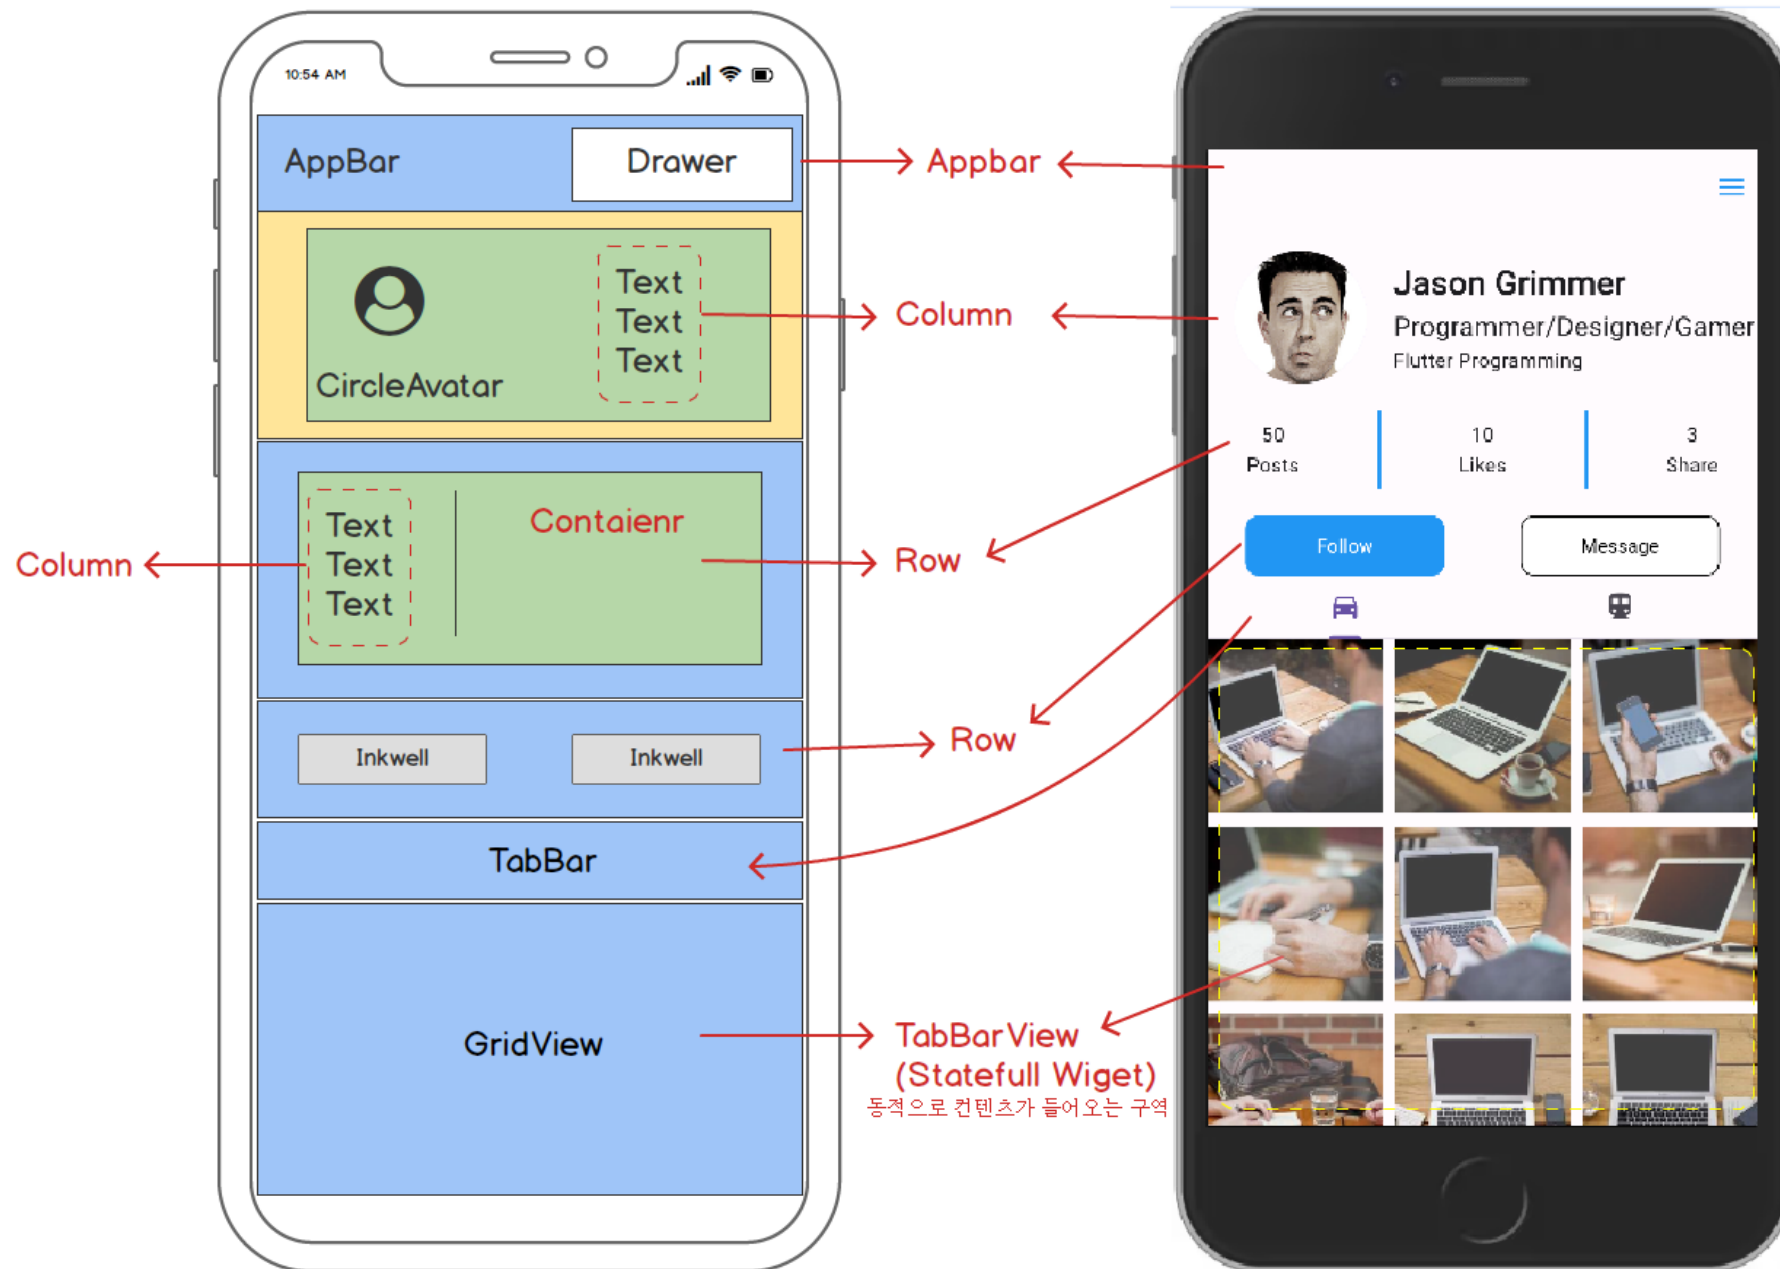 10:54 AM
AppBar
Drawer
Appbar
Text
Text
Text
CircleAvatar
Column
Jason Grimmer
Programmer/Designer/Gamer
Flutter Programming
50
Posts
10
Likes
3
Share
Column
Text
Text
Text
Contaienr
Row
Follow
Message
Inkwell
Inkwell
Row
TabBar
GridView
TabBarView
(Statefull Wiget)
동적으로 컨텐츠가 들어오는 구역